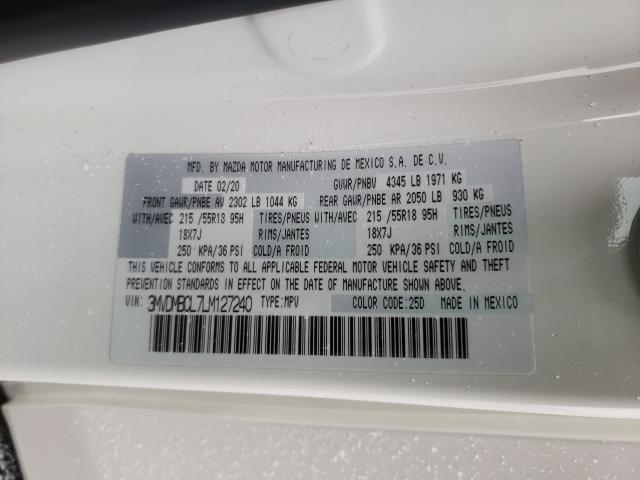 MFD. BY MAZDA MOTOR MANUFACTURING DE MEXICO S.A. DE C.V.
DATE 02/20 GVWR/PNBV 4345 LB 1971 KG
FRONT GAWR/PNBE AV 2302 LB 1044 KG REAR GAWR/PNBE AR 2050 LB 930 KG
WITH/AVEC 215 /55R18 95H TIRES/PNEUS WITH/AVEC 215 /55R18 95H TIRES/PNEUS
18X7J RIMS/JANTES 18X7J RIMS/JANTES
250 KPA/36 PSI COLD/A FROID 250 KPA/36 PSI COLD/A FROID
THIS VEHICLE CONFORMS TO ALL APPLICABLE FEDERAL MOTOR VEHICLE SAFETY AND THEFT
PREVENTION STANDARDS IN EFFECT ON THE DATE OF MANUFACTURE SHOWN ABOVE.
VIN: 3MVDMBCL7LM127240 TYPE:MPV COLOR CODE:25D MADE IN MEXICO